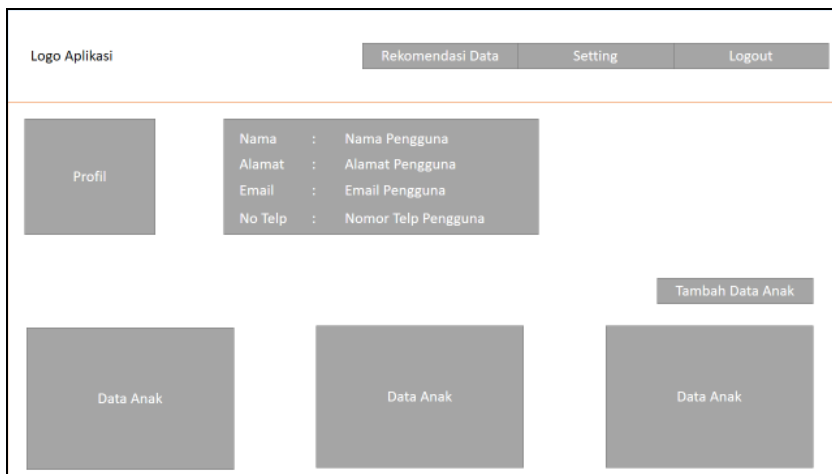 Logo Aplikasi
Rekomendasi Data
Setting
Logout
Profil
Nama : Nama Pengguna
Alamat : Alamat Pengguna
Email : Email Pengguna
No Telp : Nomor Telp Pengguna
Tambah Data Anak
Data Anak
Data Anak
Data Anak